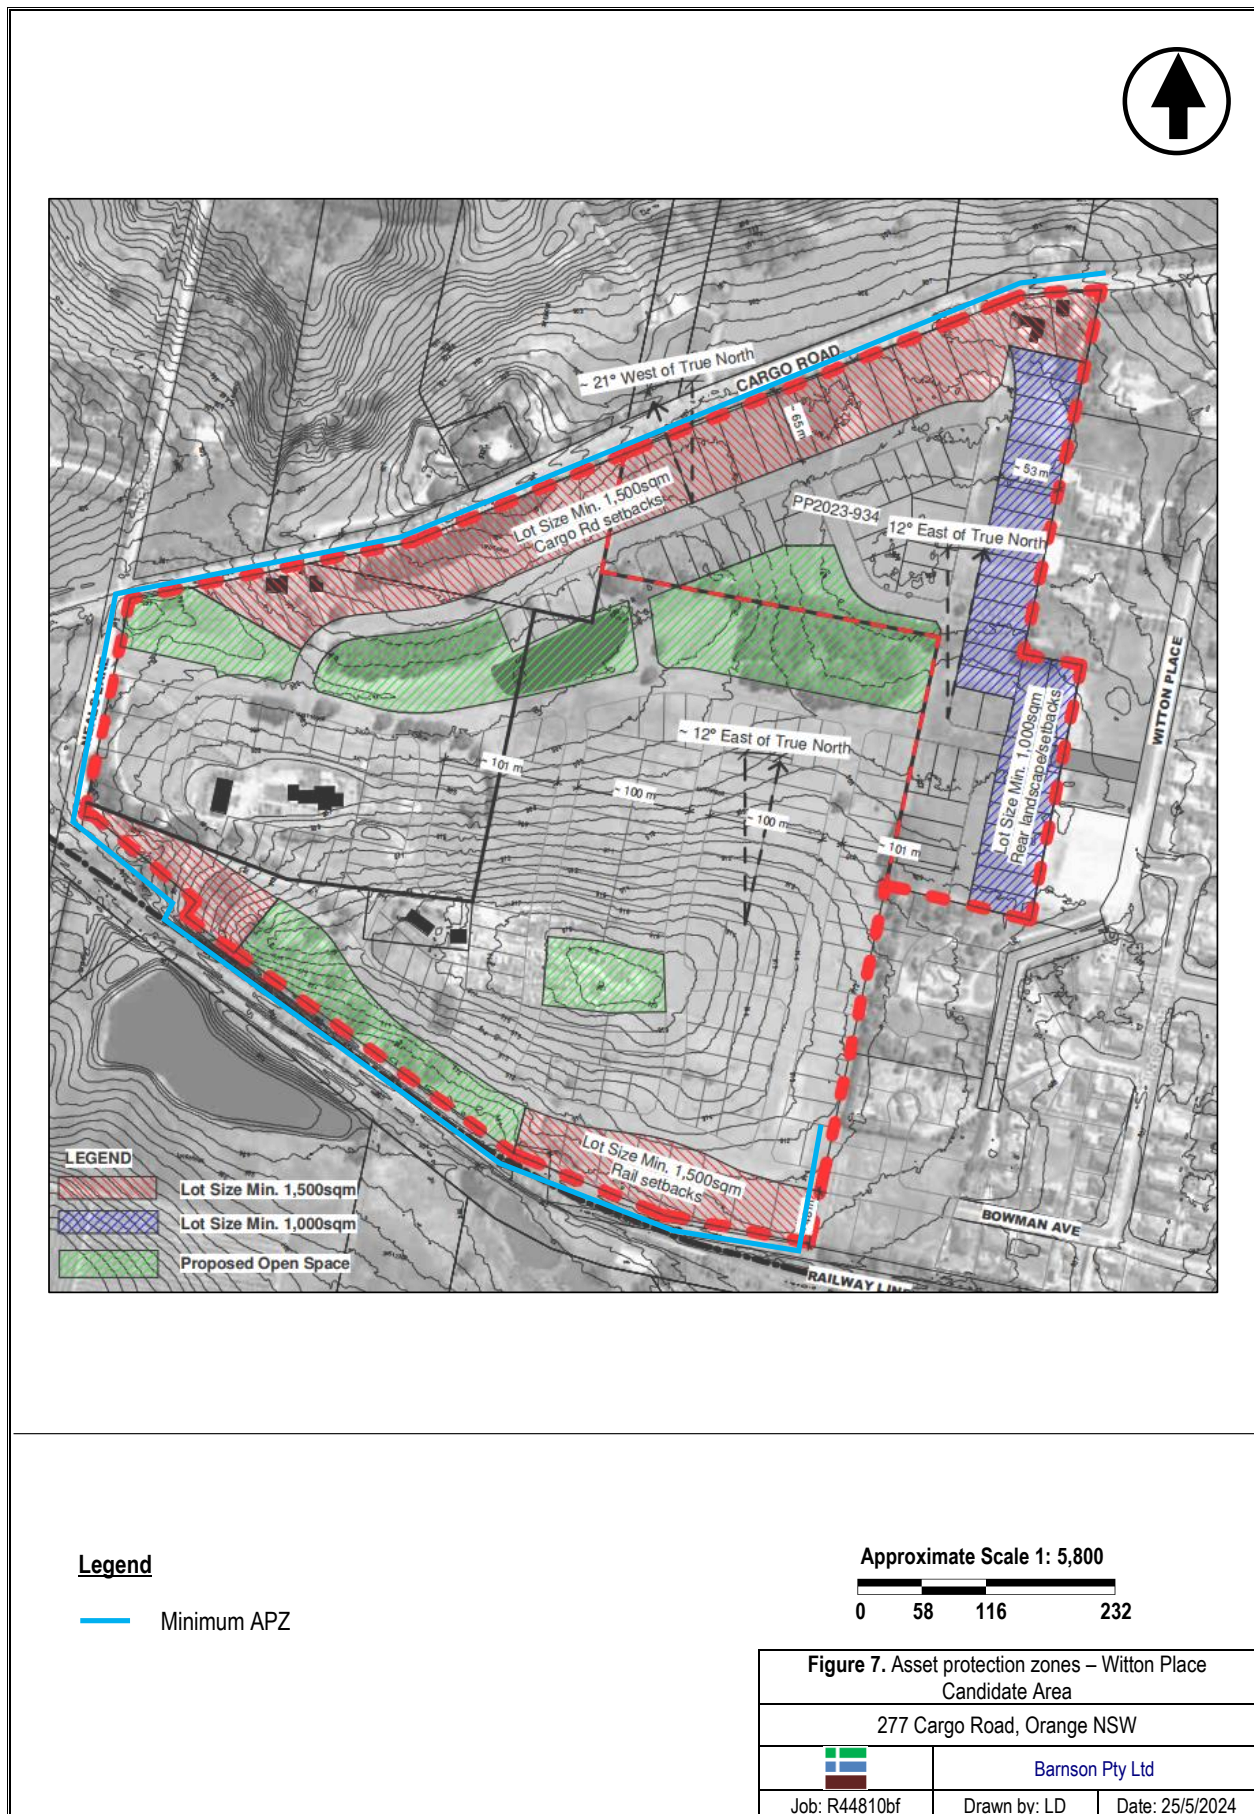 ~ 21° West of True North
CARGO ROAD
~ 65 m
~ 53 m
Lot Size Min. 1,500sqm
Cargo Rd setbacks
PP2023-934
12° East of True North
WITTON PLACE
Lot Size Min. 1,000sqm
Rear landscape/setbacks
~ 12° East of True North
~ 101 m
~ 100 m
~ 100 m
~ 101 m
Lot Size Min. 1,500sqm
Rail setbacks
BOWMAN AVE
RAILWAY LINE
LEGEND
Lot Size Min. 1,500sqm
Lot Size Min. 1,000sqm
Proposed Open Space
Legend
Minimum APZ
Approximate Scale 1: 5,800
0 58 116 232
Figure 7. Asset protection zones – Witton Place
Candidate Area
277 Cargo Road, Orange NSW
Barnson Pty Ltd
Job: R44810bf Drawn by: LD Date: 25/5/2024